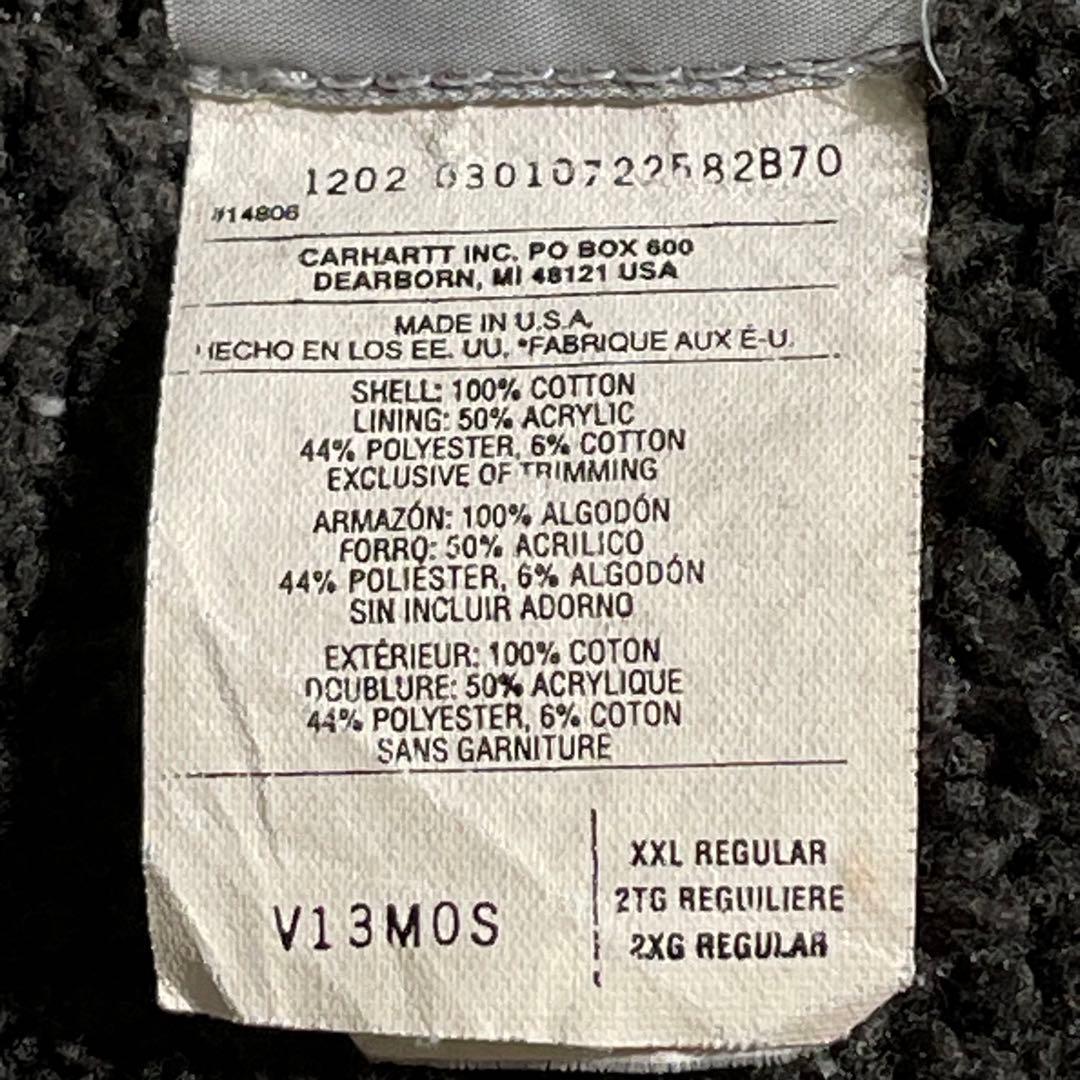 1202 03010722582B70
#14806
CARHARTT INC. PO BOX 600
DEARBORN, MI 48121 USA
MADE IN U.S.A.
HECHO EN LOS EE. UU. *FABRIQUE AUX É-U.
SHELL: 100% COTTON
LINING: 50% ACRYLIC
44% POLYESTER, 6% COTTON
EXCLUSIVE OF TRIMMING
ARMAZÓN: 100% ALGODÓN
FORRO: 50% ACRILICO
44% POLIÉSTER, 6% ALGODÓN
SIN INCLUIR ADORNO
EXTÉRIEUR: 100% COTON
DOUBLURE: 50% ACRYLIQUE
44% POLYESTER, 6% COTON
SANS GARNITURE
V13MOS
XXL REGULAR
2TG REGULIERE
2XG REGULAR